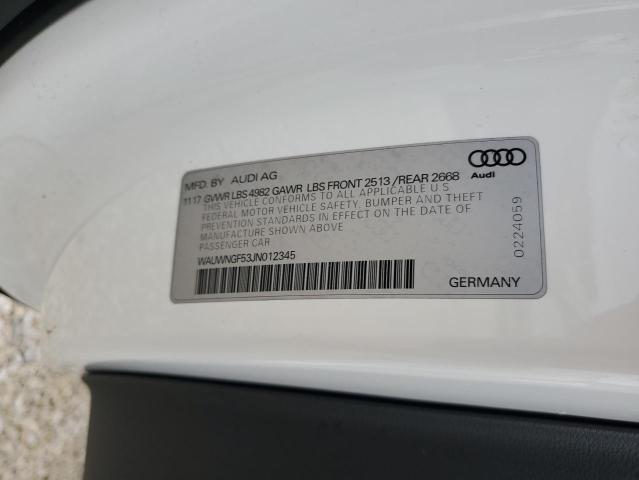 MFD. BY AUDI AG
11 17 GVWR LBS 4982 GAWR LBS FRONT 2513 / REAR 2668
THIS VEHICLE CONFORMS TO ALL APPLICABLE U S
FEDERAL MOTOR VEHICLE SAFETY, BUMPER AND THEFT
PREVENTION STANDARDS IN EFFECT ON THE DATE OF
MANUFACTURE SHOWN ABOVE
PASSENGER CAR
WAUWNGF53JN012345
Audi
0224059
GERMANY